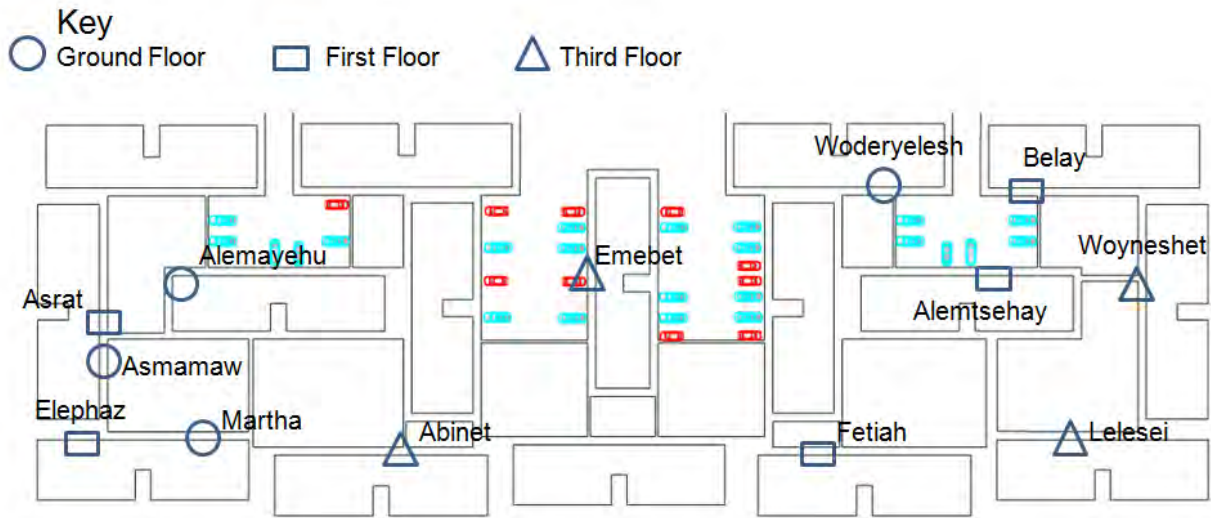 Key
Ground Floor
First Floor
Third Floor
Woderyelesh
Belay
Alemayehu
Emebet
Woyneshet
Asrat
Alemtsehay
Asmamaw
Elephaz
Martha
Abinet
Fetiah
Lelesei